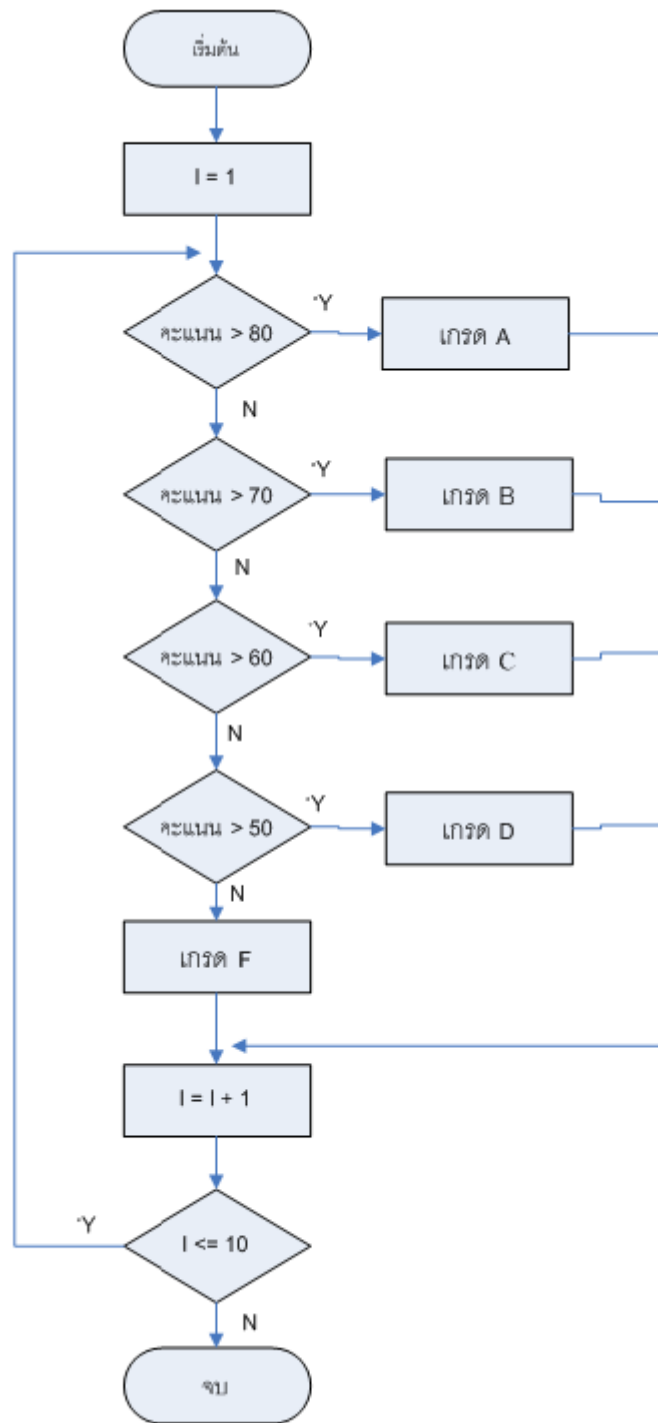 เริ่มต้น
I = 1
คะแนน > 80
Y
เกรด A
N
คะแนน > 70
Y
เกรด B
N
คะแนน > 60
Y
เกรด C
N
คะแนน > 50
Y
เกรด D
N
เกรด F
I = I + 1
Y
I <= 10
N
จบ